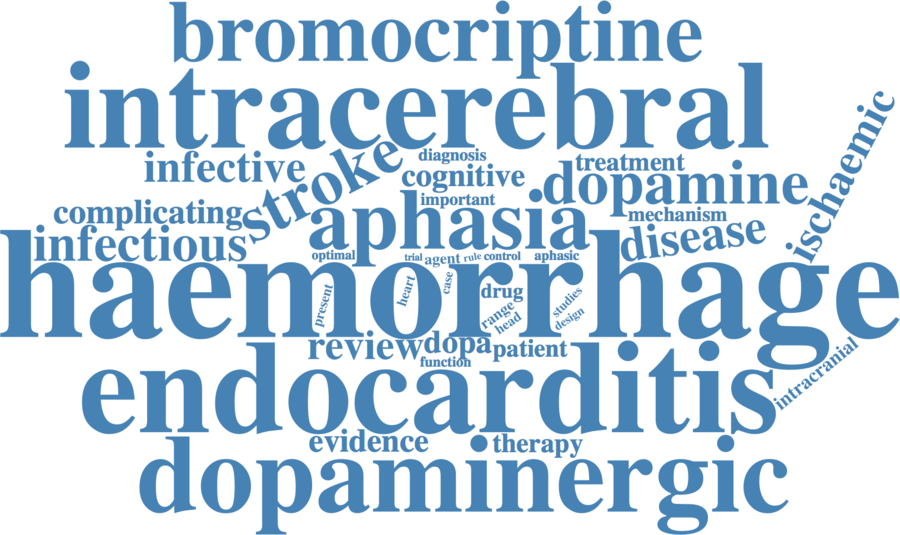 bromocriptine
intracerebral
ischaemic
infective
stroke
diagnosis
cognitive
treatment
dopamine
complicating
important
aphasia
mechanism
infectious
disease
optimal
trial
agent
rule
control
aphasic
haemorrhage
present
heart
case
drug
range
head
studies
design
review
dopa
patient
function
intracranial
endocarditis
evidence
therapy
dopaminergic